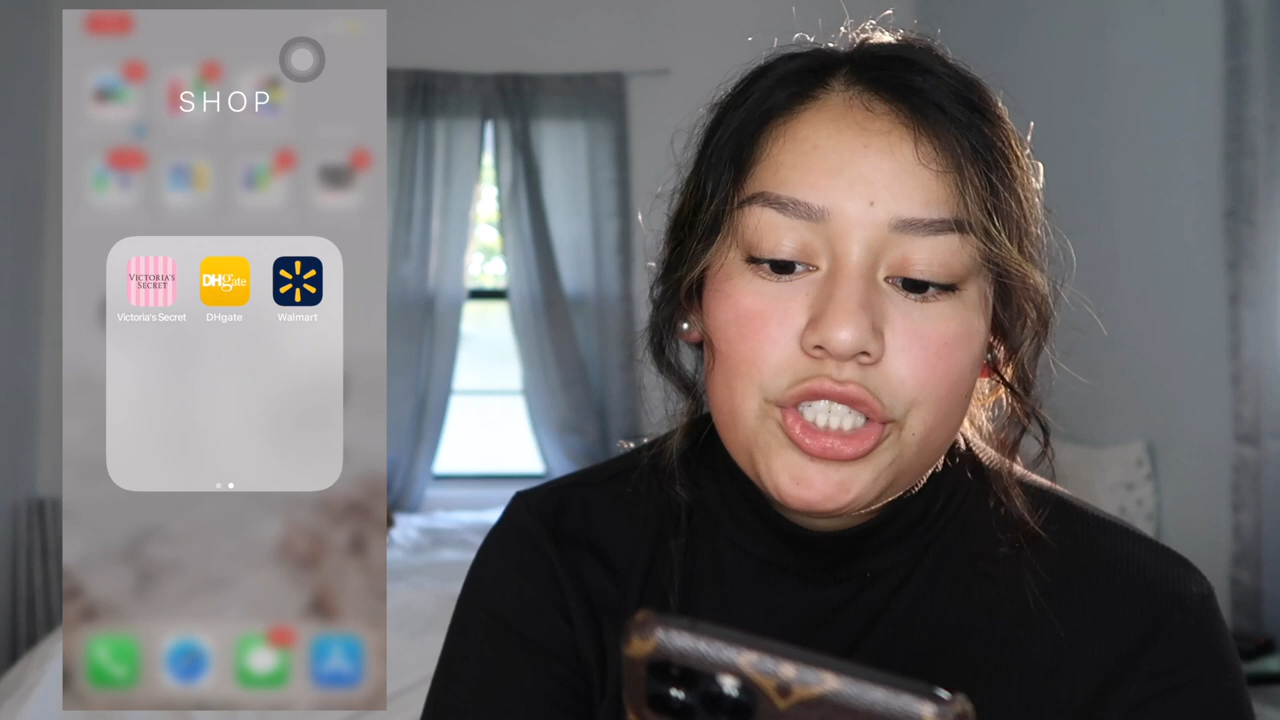 SHOP
VICTORIA'S
SECRET
DHgate
Victoria's Secret
DHgate
Walmart